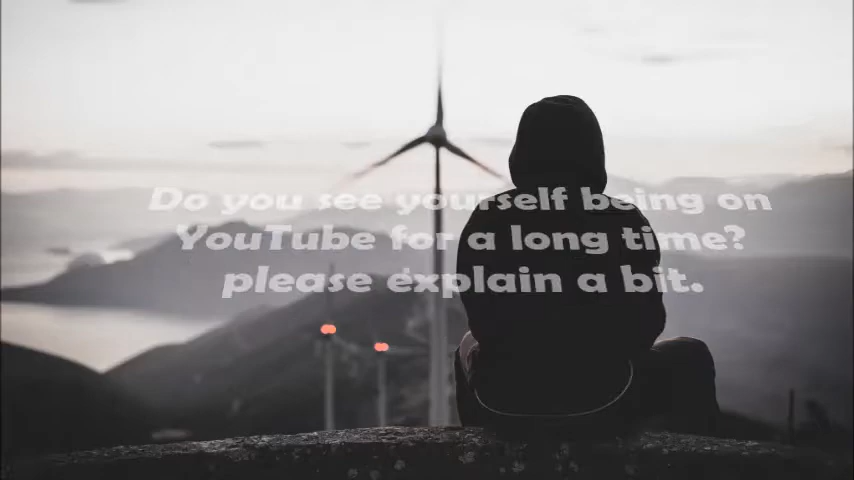 Do you see yourself being on
YouTube for a long time?
please explain a bit.